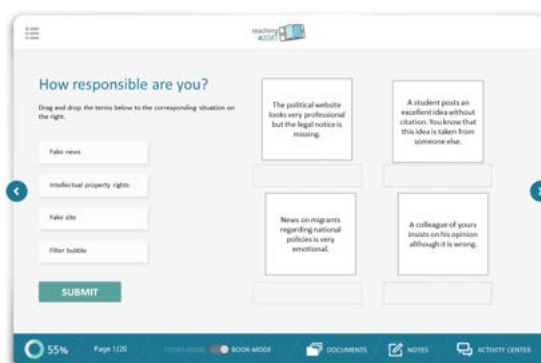 teaching
#2045
How responsible are you?
Drag and drop the terms below to the corresponding situation on
the right.
Fake news
Intellectual property rights
Fake site
Filter bubble
SUBMIT
The political website
looks very professional
but the legal notice is
missing.
A student posts an
excellent idea without
citation. You know that
this idea is taken from
someone else.
News on migrants
regarding national
policies is very
emotional.
A colleague of yours
insists on his opinion
although it is wrong.
55%
Page 1/20
BOOK-MODE
DOCUMENTS
NOTES
ACTIVITY CENTER